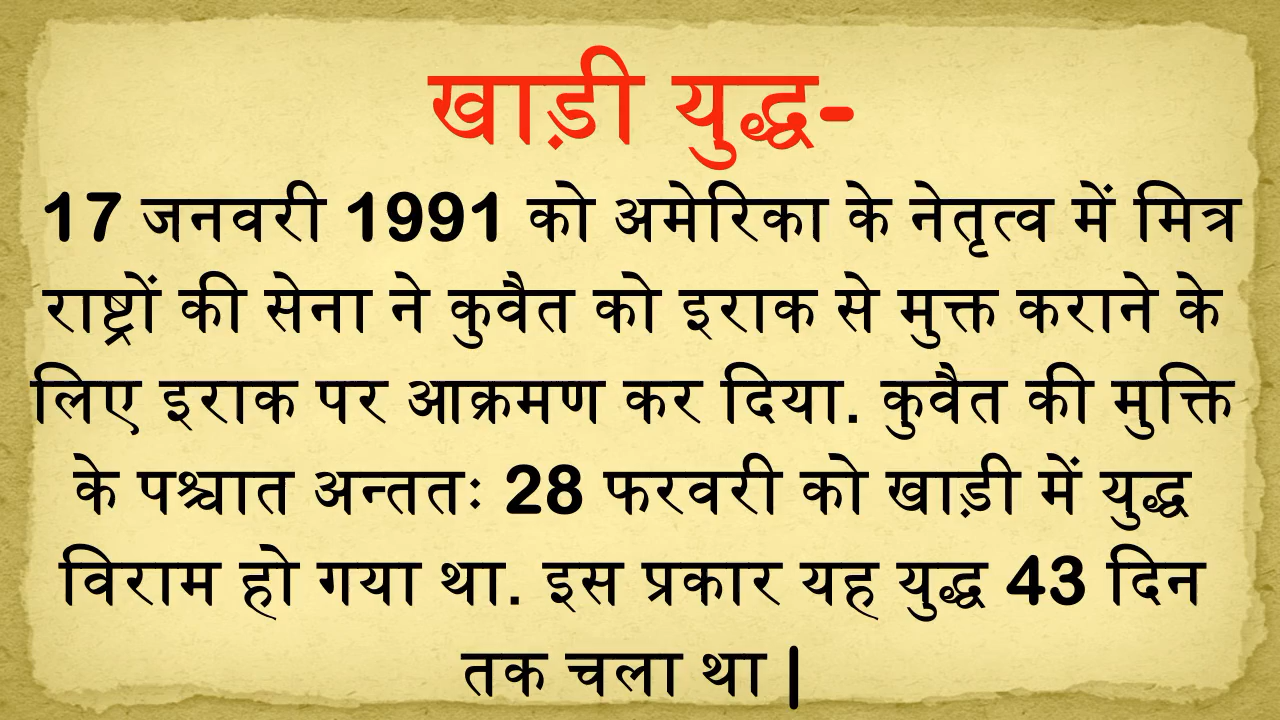 खाड़ी युद्ध-
17 जनवरी 1991 को अमेरिका के नेतृत्व में मित्र
राष्ट्रों की सेना ने कुवैत को इराक से मुक्त कराने के
लिए इराक पर आक्रमण कर दिया. कुवैत की मुक्ति
के पश्चात अन्ततः 28 फरवरी को खाड़ी में युद्ध
विराम हो गया था. इस प्रकार यह युद्ध 43 दिन
तक चला था |